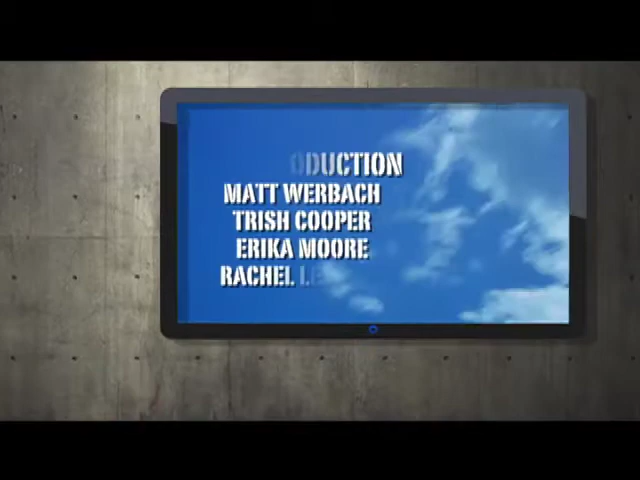 ODUCTION
MATT WERBACH
TRISH COOPER
ERIKA MOORE
RACHEL